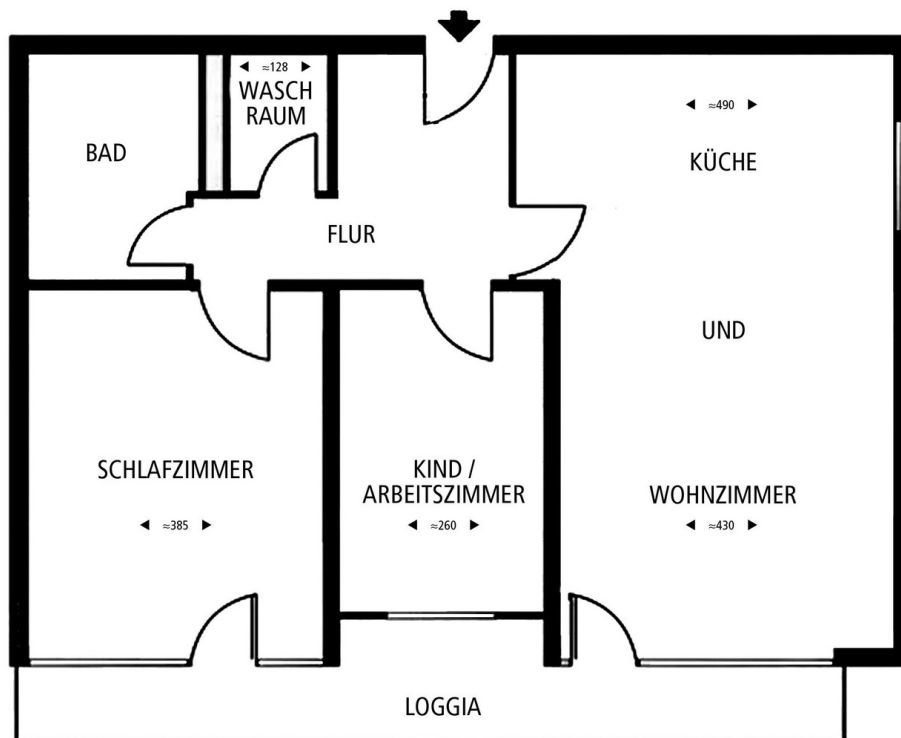 ≈128
WASCH
RAUM
≈490
BAD
KÜCHE
FLUR
UND
SCHLAFZIMMER
≈385
KIND /
ARBEITSZIMMER
≈260
WOHNZIMMER
≈430
LOGGIA